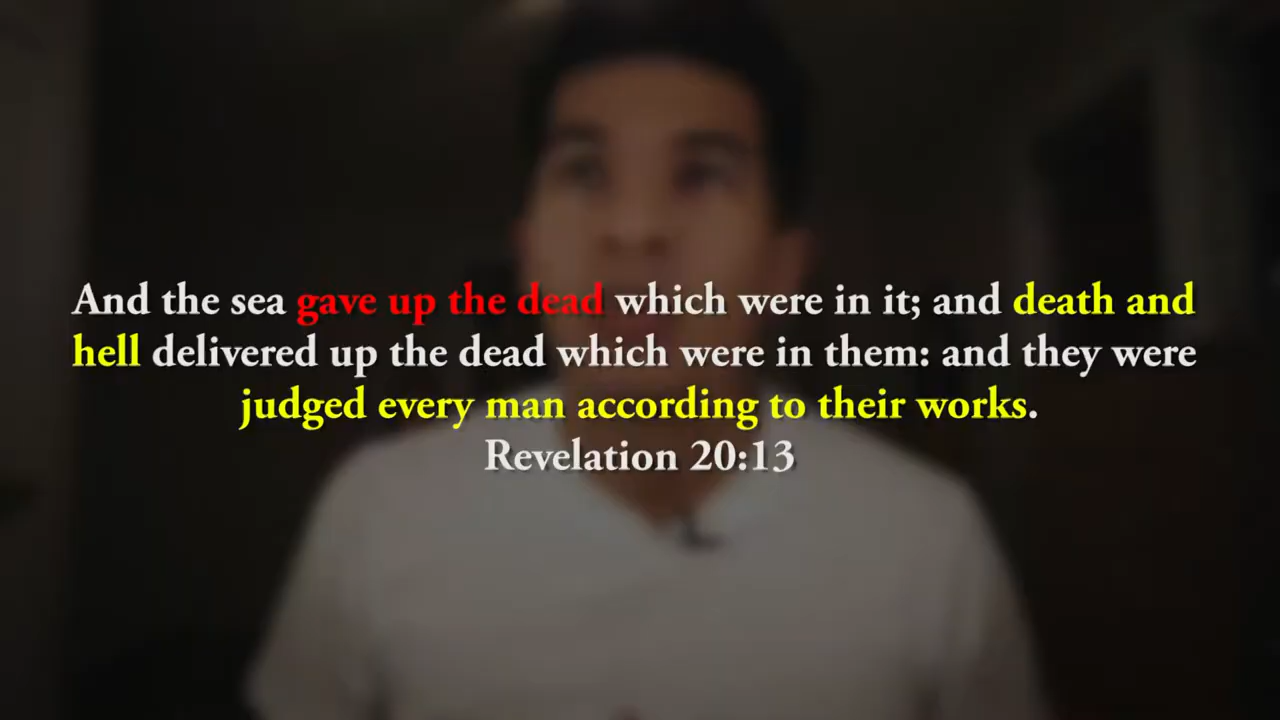 And the sea gave up the dead which were in it; and death and
hell delivered up the dead which were in them: and they were
judged every man according to their works.
Revelation 20:13